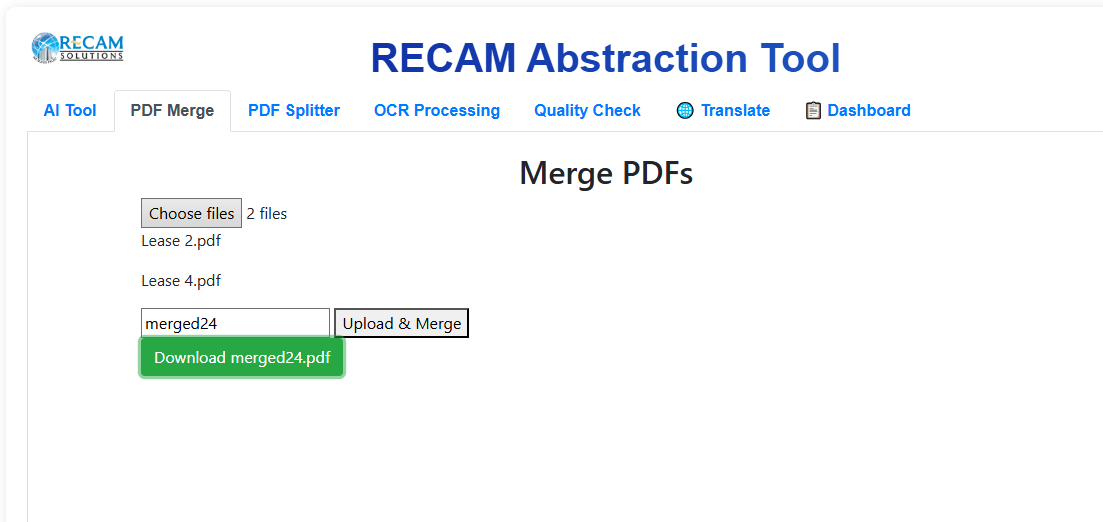 RECAM
SOLUTIONS
RECAM Abstraction Tool
AI Tool PDF Merge PDF Splitter OCR Processing Quality Check Translate Dashboard
Merge PDFs
Choose files 2 files
Lease 2.pdf
Lease 4.pdf
merged24 Upload & Merge
Download merged24.pdf